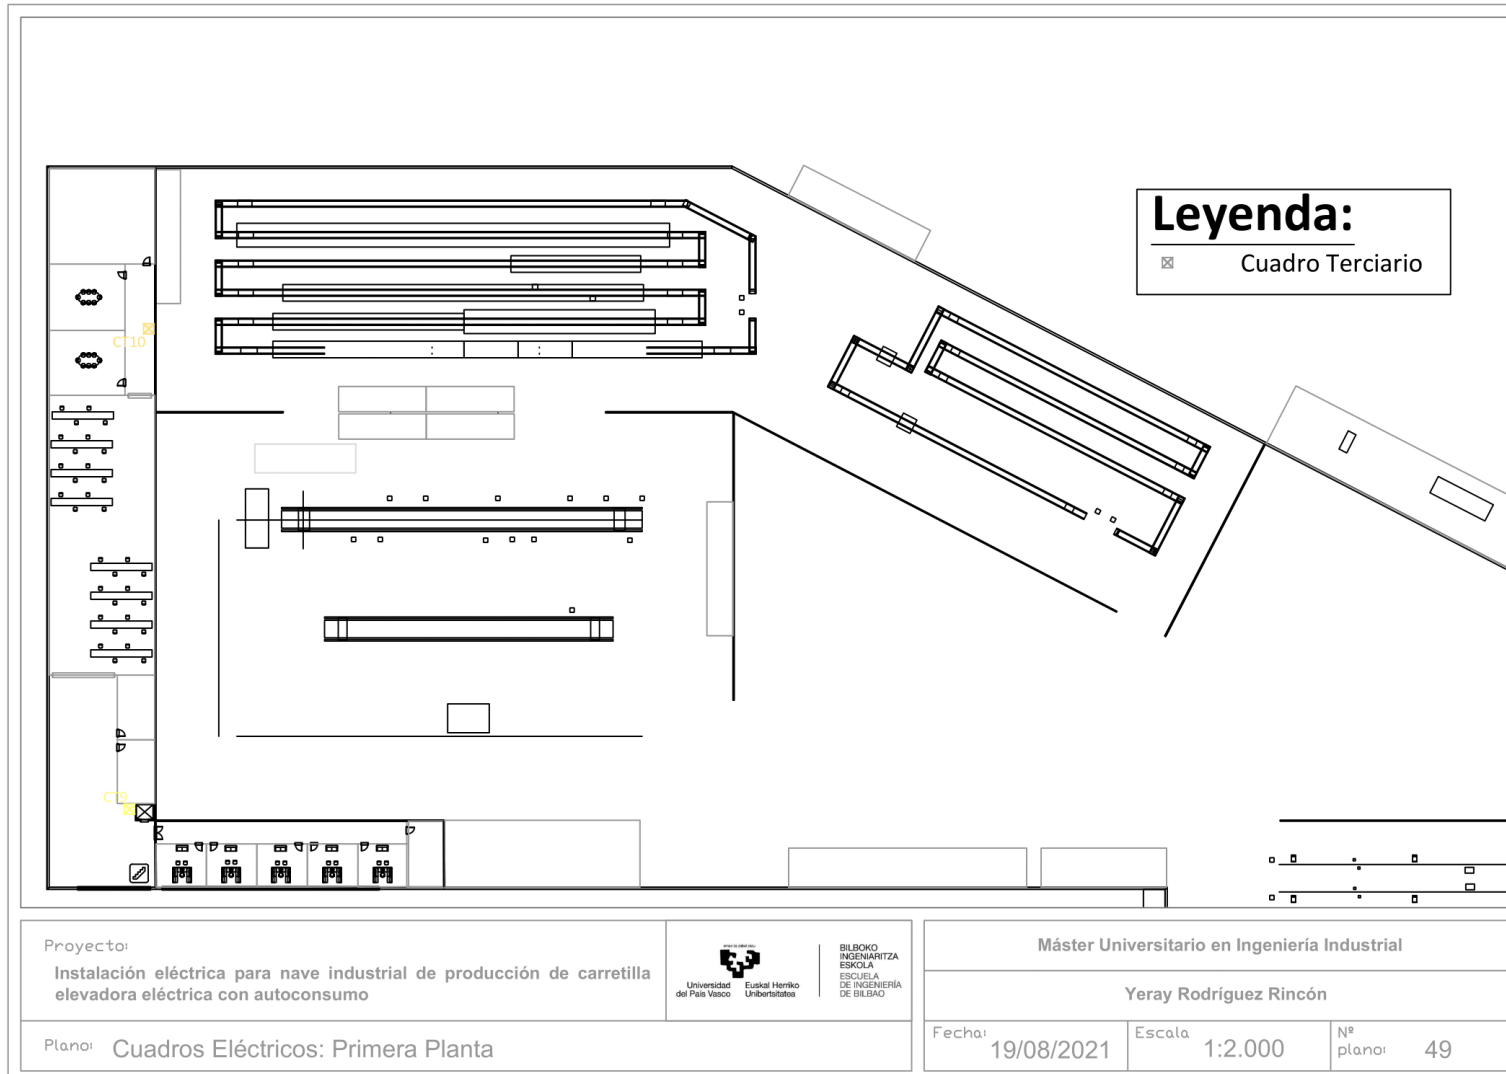 Leyenda:
Cuadro Terciario
CT10
Proyecto:
Instalación eléctrica para nave industrial de producción de carretilla
elevadora eléctrica con autoconsumo
Universidad
del País Vasco
Euskal Herriko
Unibertsitatea
BILBOKO
INGENIARITZA
ESKOLA
ESCUELA
DE INGENIERÍA
DE BILBAO
Plano: Cuadros Eléctricos: Primera Planta
Máster Universitario en Ingeniería Industrial
Yeray Rodríguez Rincón
Fecha: 19/08/2021
Escala 1:2.000
Nº
plano: 49